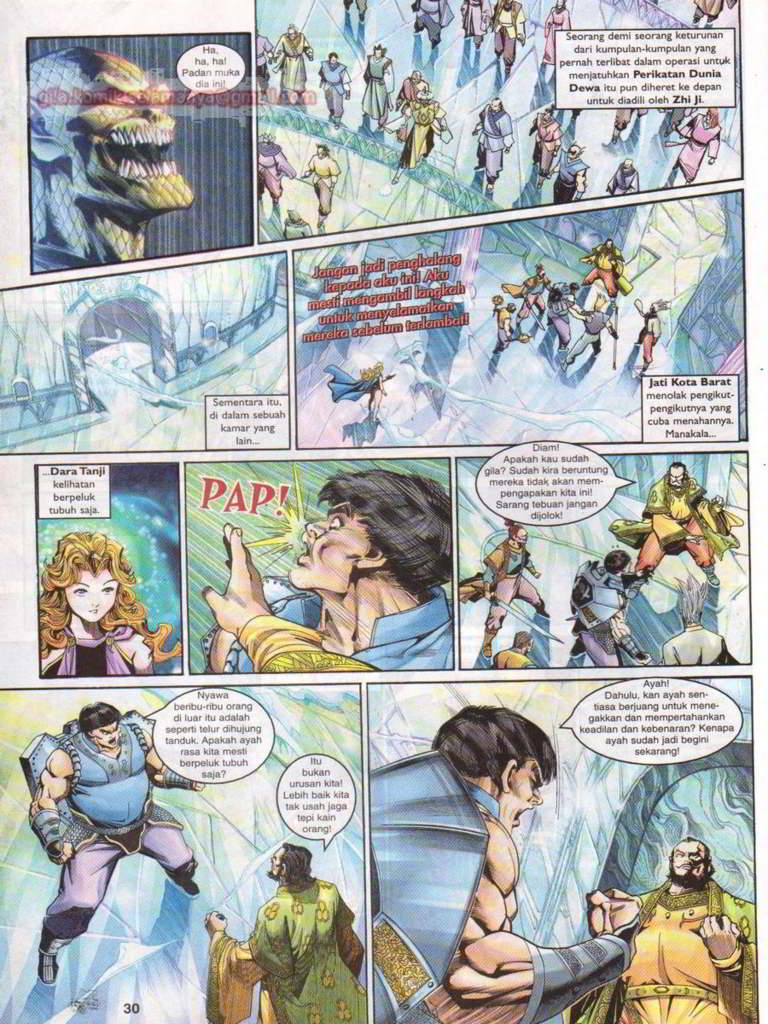 Ha,
ha, ha!
Padan muka
dia ini!
Seorang demi seorang keturunan
dari kumpulan-kumpulan yang
pernah terlibat dalam operasi untuk
menjatuhkan Perikatan Dunia
Dewa itu pun diheret ke depan
untuk diadili oleh Zhi Ji.
Sementara itu,
di dalam sebuah
kamar yang
lain...
Jangan jadi penghalang
kepada aku ini! Aku
mesti mengambil langkah
untuk menyelamatkan
mereka sebelum terlambat!
Jati Kota Barat
menolak pengikut-
pengikutnya yang
cuba menahannya.
Manakala...
...Dara Tanji
kelihatan
berpeluk
tubuh saja.
PAP!
Diam!
Apakah kau sudah
gila? Sudah kira beruntung
mereka tidak akan mem-
pengapakan kita ini!
Sarang tebuan jangan
dijolok!
Nyawa
beribu-ribu orang
di luar itu adalah
seperti telur dihujung
tanduk. Apakah ayah
rasa kita mesti
berpeluk tubuh
saja?
Itu
bukan
urusan kita!
Lebih baik kita
tak usah jaga
tepi kain
orang!
Ayah!
Dahulu, kan ayah sen-
tiasa berjuang untuk mene-
gakkan dan mempertahankan
keadilan dan kebenaran? Kenapa
ayah sudah jadi begini
sekarang!
30